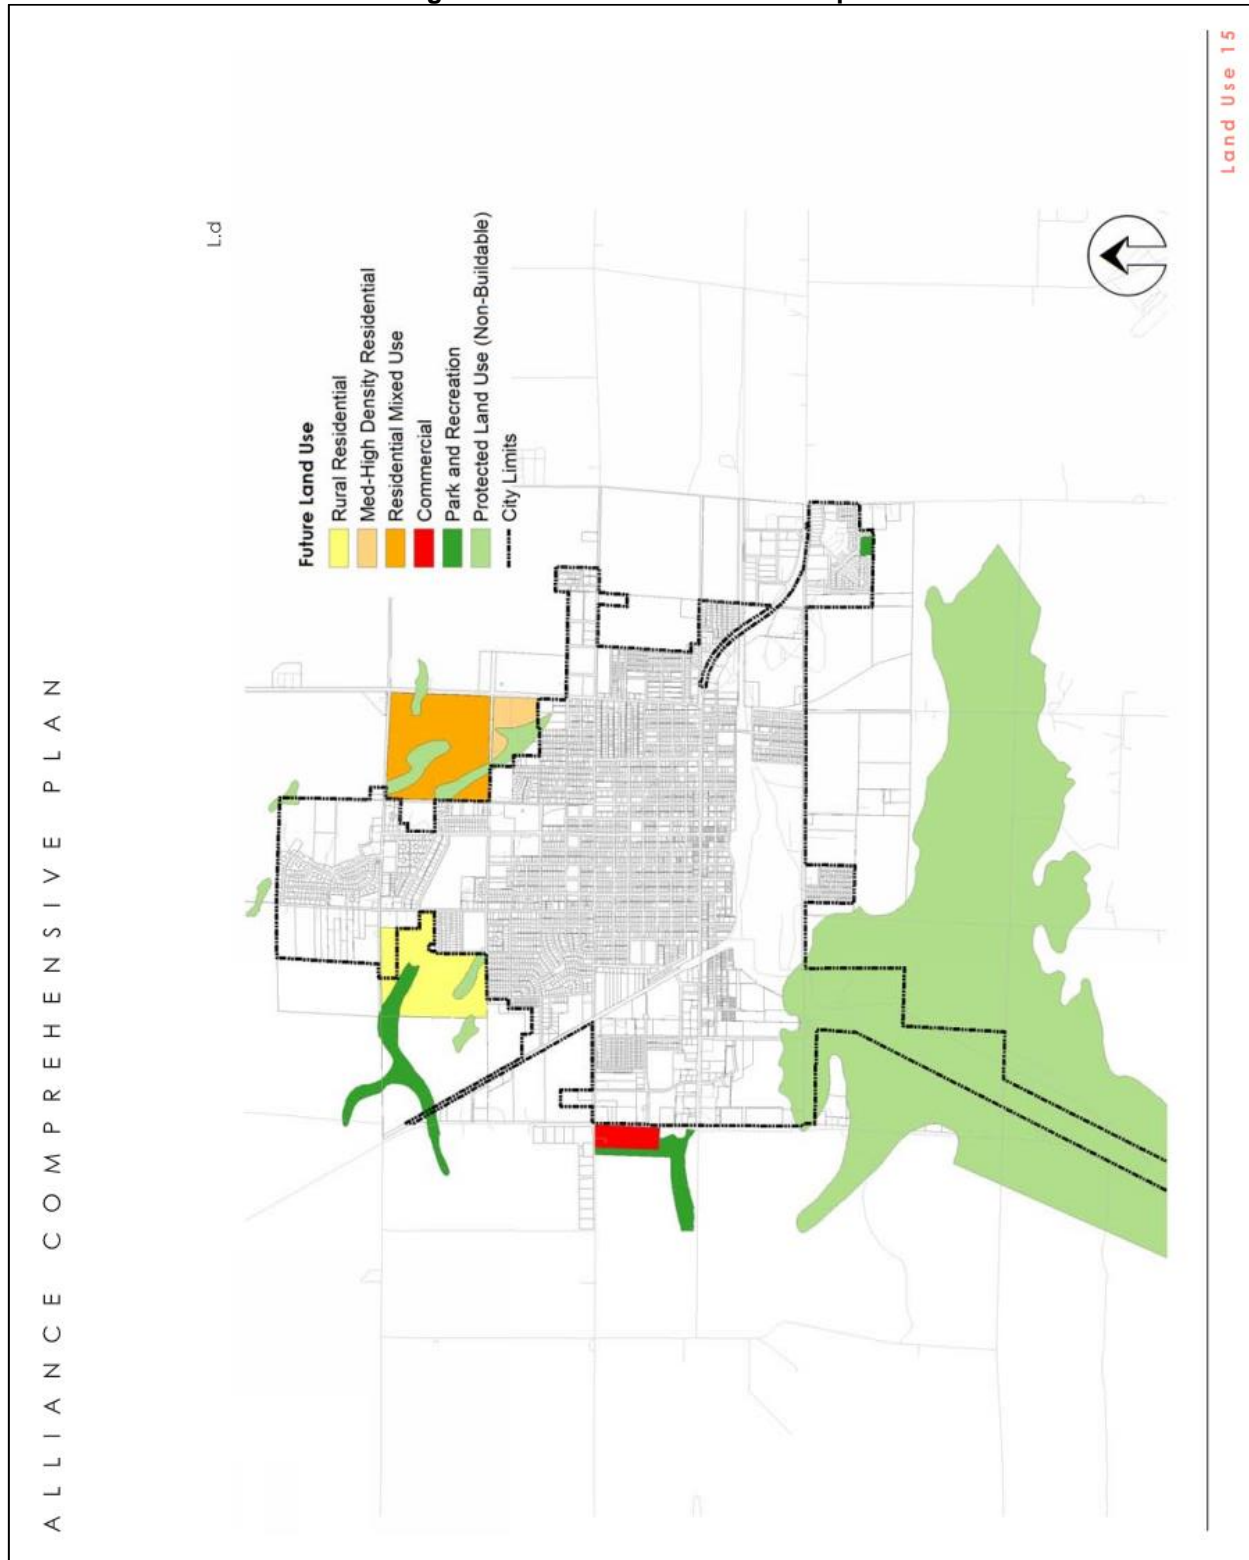 ALLIANCE COMPREHENSIVE PLAN
L.d
Future Land Use
Rural Residential
Med-High Density Residential
Residential Mixed Use
Commercial
Park and Recreation
Protected Land Use (Non-Buildable)
City Limits
Land Use 15